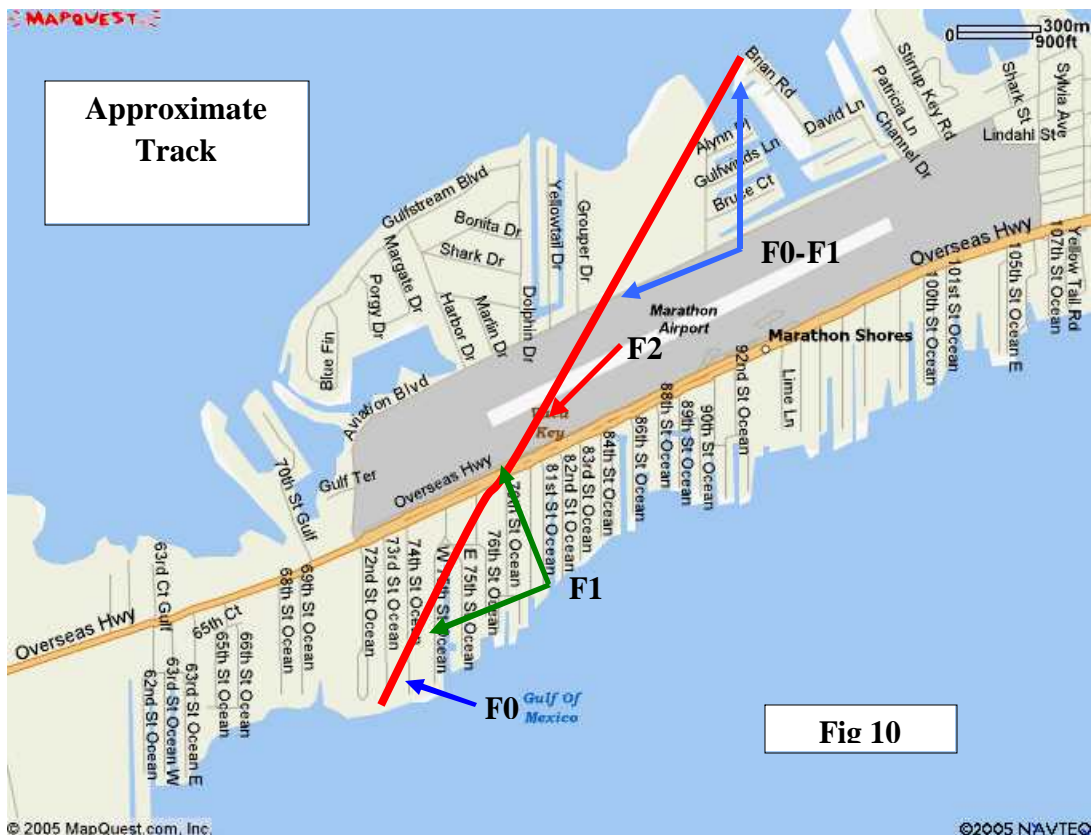 MAPQUEST
0 300m
900ft
Approximate
Track
Brian Rd
Stirrup Key Rd
Patricia Ln
Channel Dr
Shark St
Sylvia Ave
Lindahl St
David Ln
Alynn Pl
Gulfwinds Ln
Bruce Ct
Gulfstream Blvd
Bonita Dr
Shark Dr
Yellowtail Dr
Grouper Dr
Dolphin Dr
Margate Dr
Porgy Dr
Harbor Dr
Marlin Dr
Blue Fin
F0-F1
Overseas Hwy
107th St Ocean
Yellow Tail Rd
105th St Ocean E
101st St Ocean
100th St Ocean
Marathon
Airport
Marathon Shores
F2
92nd St Ocean
Lime Ln
90th St Ocean
89th St Ocean
88th St Ocean
86th St Ocean
84th St Ocean
83rd St Ocean
82nd St Ocean
81st St Ocean
Key
Aviation Blvd
Gulf Ter
70th St Gulf
Overseas Hwy
76th St Ocean
E 75th St Ocean
W 75th St Ocean
74th St Ocean
73rd St Ocean
72nd St Ocean
69th St Ocean
68th St Ocean
F1
63rd Ct Gulf
65th Ct
Overseas Hwy
66th St Ocean
65th St Ocean
63rd St Ocean E
63rd St Ocean W
62nd St Ocean
F0
Gulf Of
Mexico
Fig 10
© 2005 MapQuest.com, Inc.
©2005 NAVTEQ